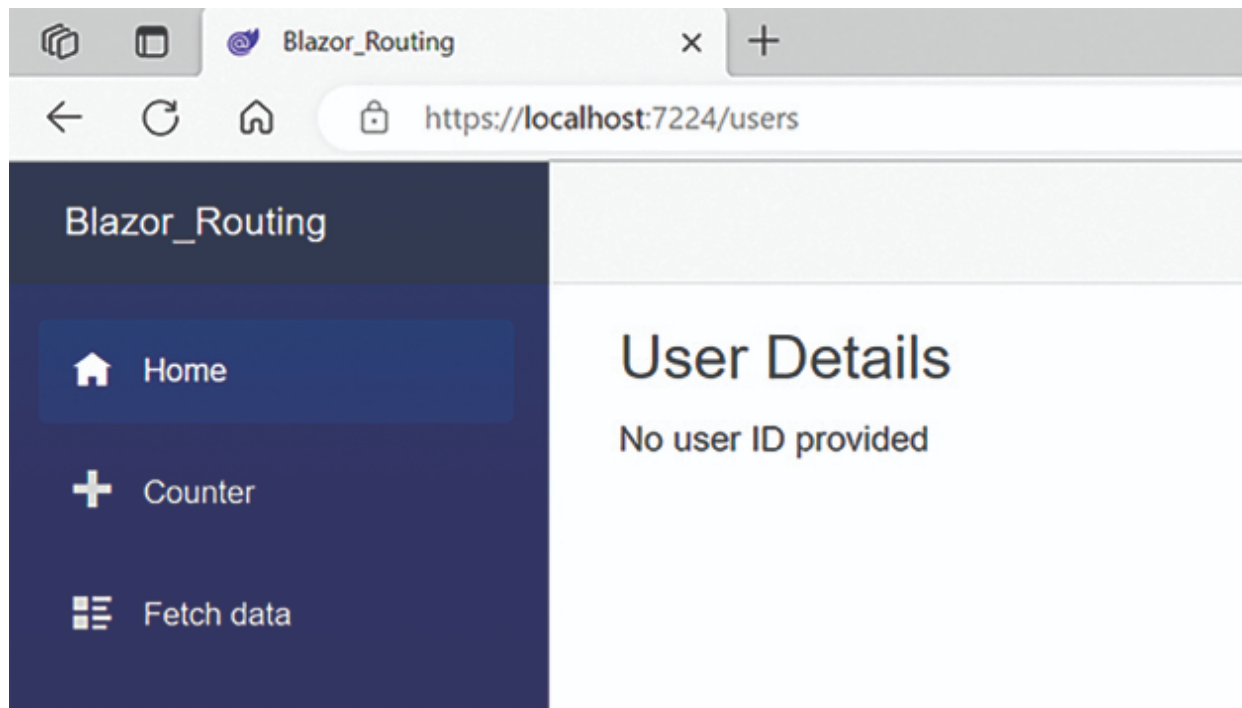 Blazor_Routing
https://localhost:7224/users
Blazor_Routing
Home
Counter
Fetch data
User Details
No user ID provided